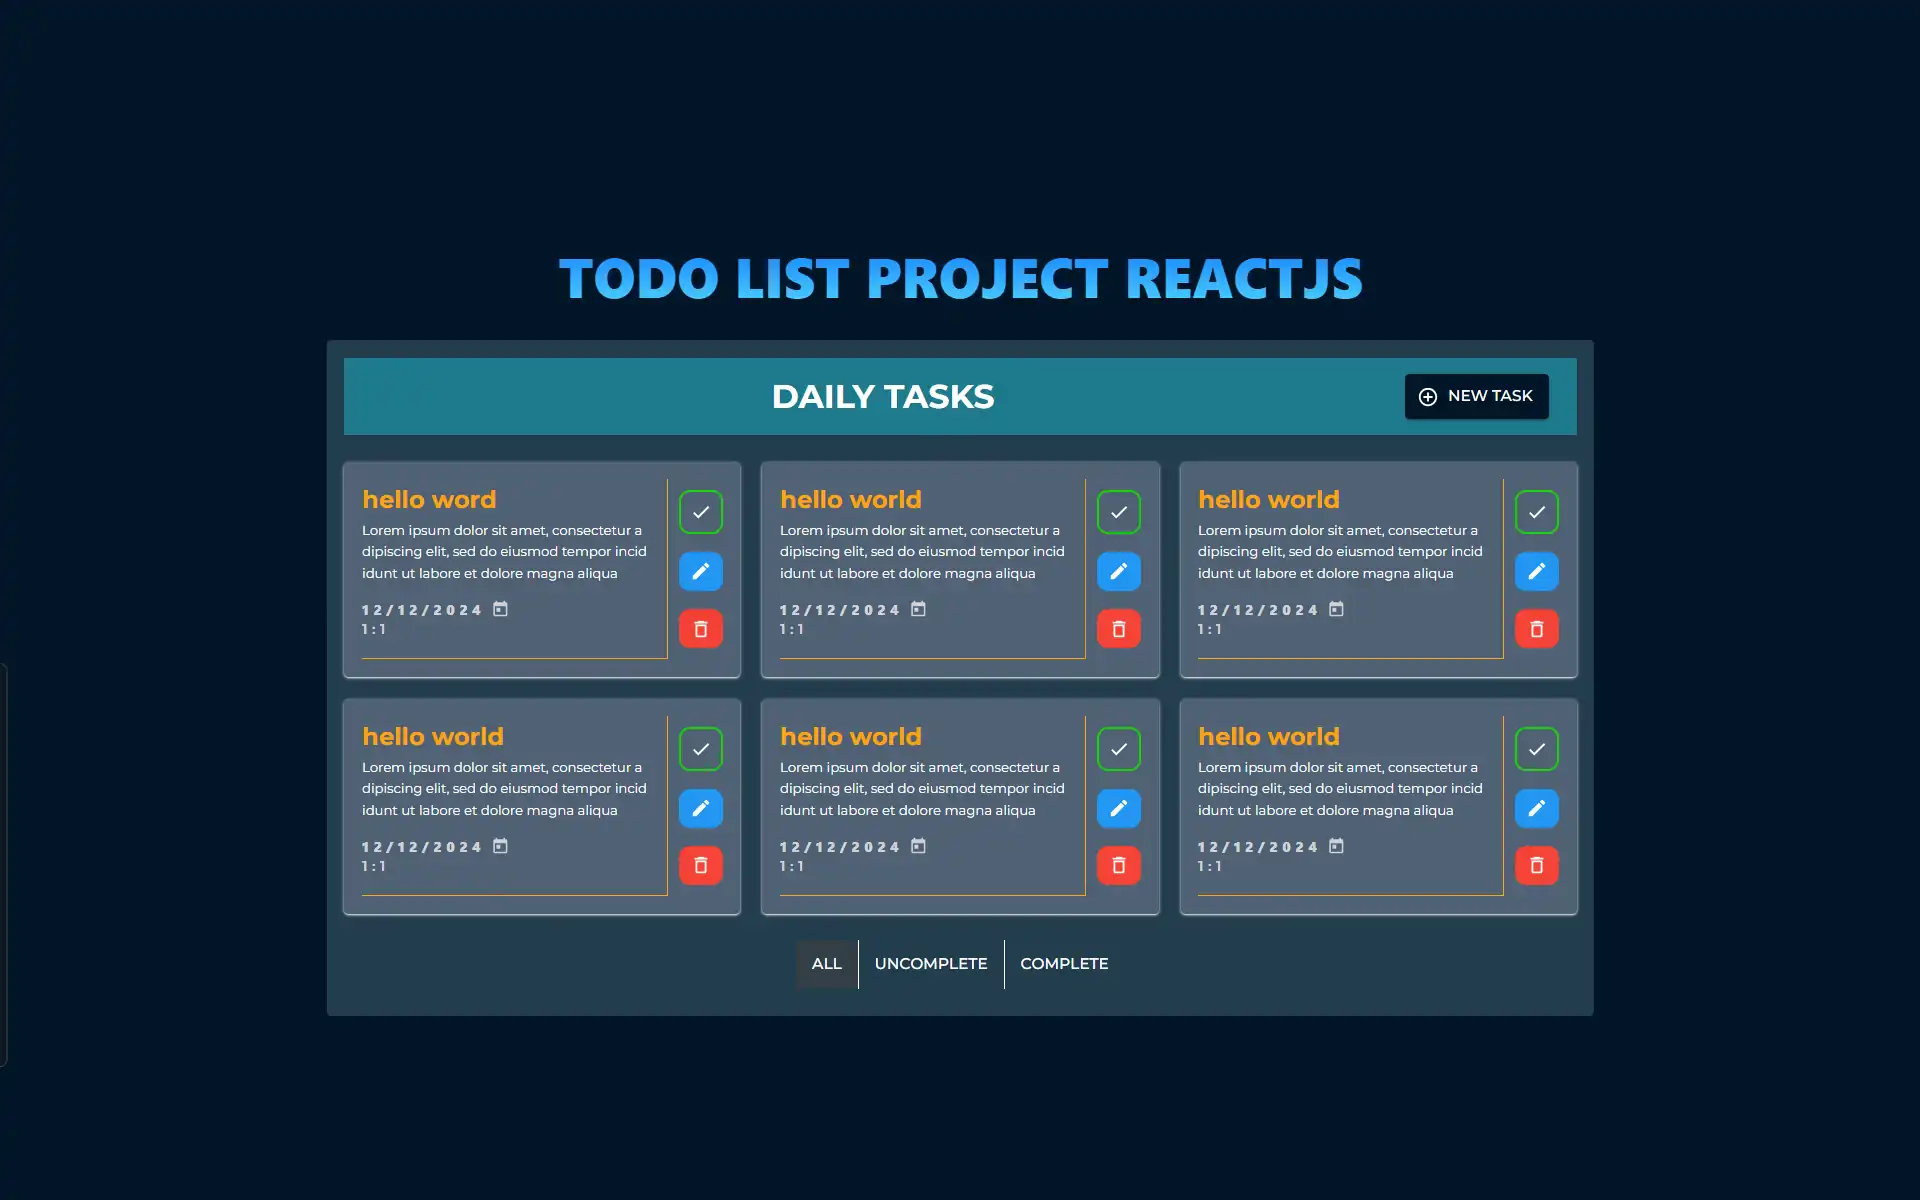 TODO LIST PROJECT REACTJS
DAILY TASKS
NEW TASK
hello word
Lorem ipsum dolor sit amet, consectetur a
dipiscing elit, sed do eiusmod tempor incid
idunt ut labore et dolore magna aliqua
12/12/2024
1:1
hello world
Lorem ipsum dolor sit amet, consectetur a
dipiscing elit, sed do eiusmod tempor incid
idunt ut labore et dolore magna aliqua
12/12/2024
1:1
hello world
Lorem ipsum dolor sit amet, consectetur a
dipiscing elit, sed do eiusmod tempor incid
idunt ut labore et dolore magna aliqua
12/12/2024
1:1
hello world
Lorem ipsum dolor sit amet, consectetur a
dipiscing elit, sed do eiusmod tempor incid
idunt ut labore et dolore magna aliqua
12/12/2024
1:1
hello world
Lorem ipsum dolor sit amet, consectetur a
dipiscing elit, sed do eiusmod tempor incid
idunt ut labore et dolore magna aliqua
12/12/2024
1:1
hello world
Lorem ipsum dolor sit amet, consectetur a
dipiscing elit, sed do eiusmod tempor incid
idunt ut labore et dolore magna aliqua
12/12/2024
1:1
ALL
UNCOMPLETE
COMPLETE